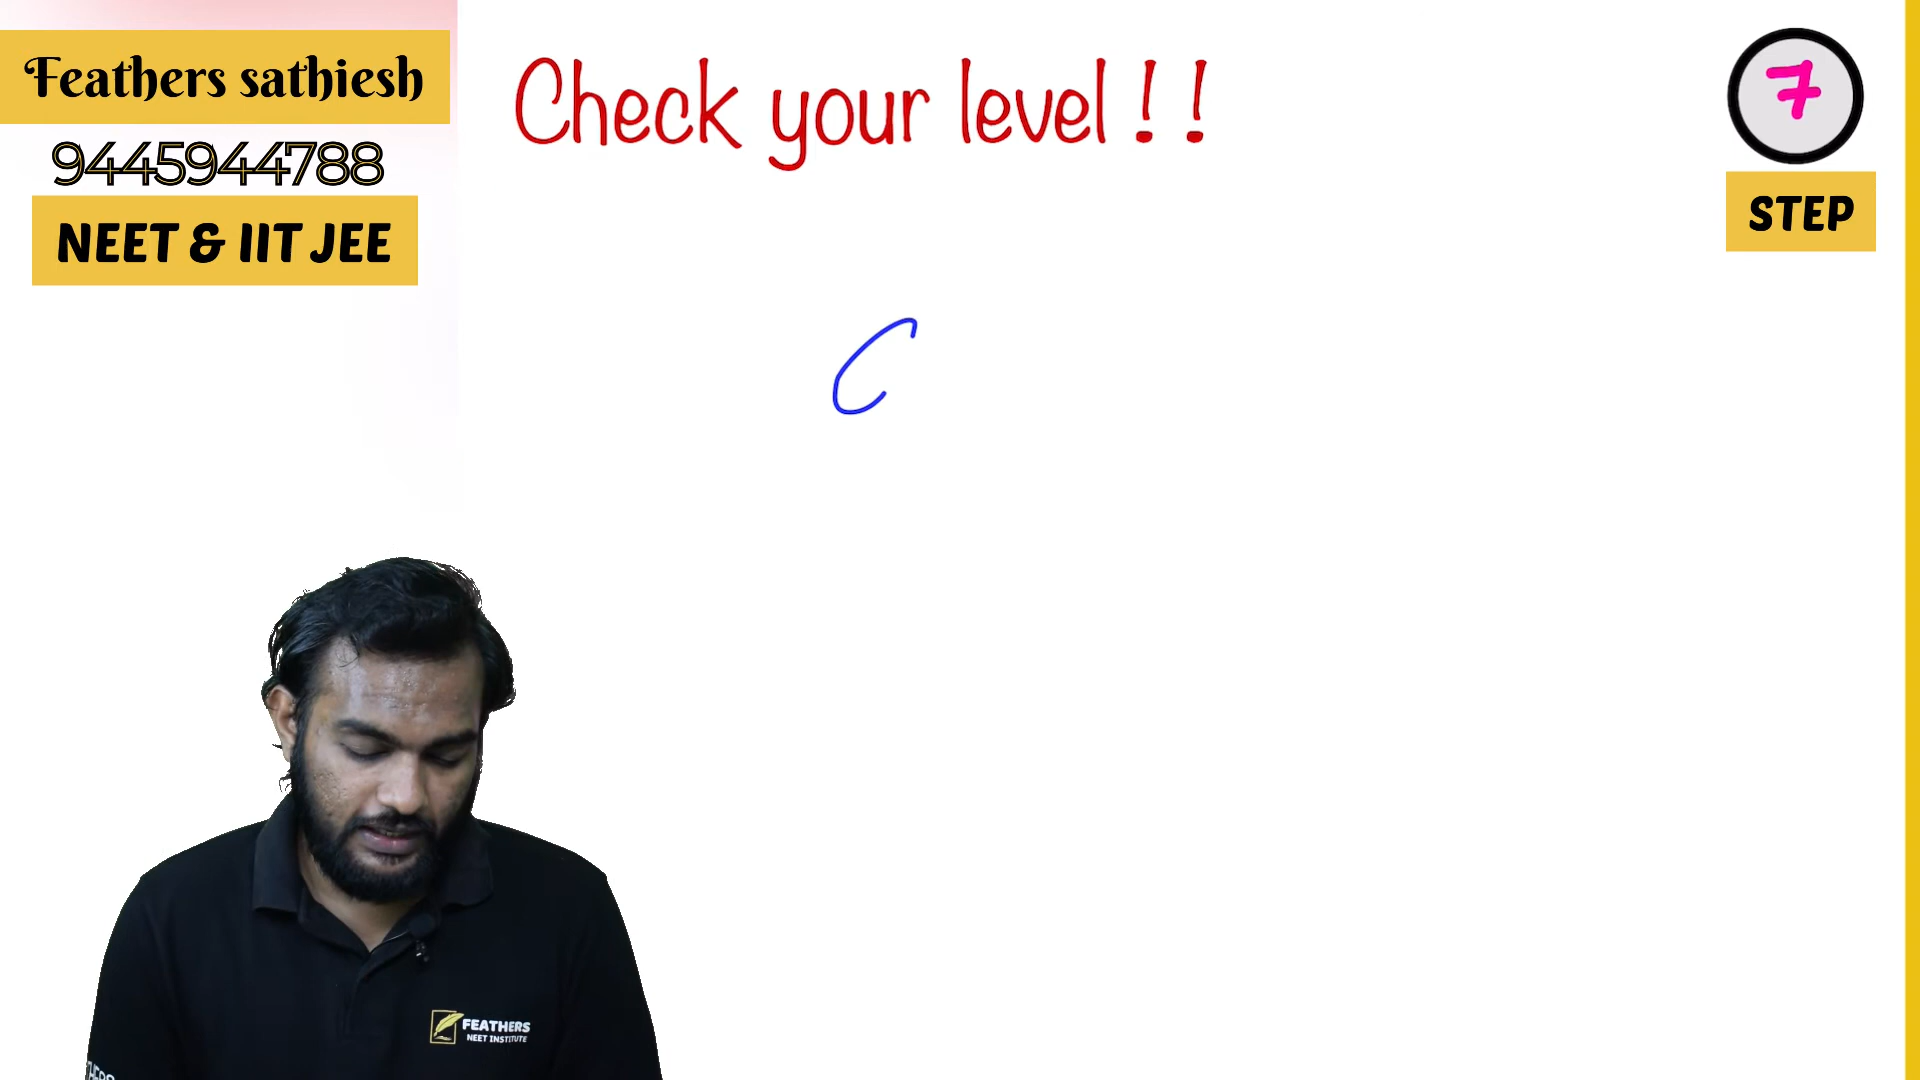 Feathers sathiesh
9445944788
NEET & IIT JEE
Check your level ! !
7
STEP
C
FEATHERS
NEET INSTITUTE